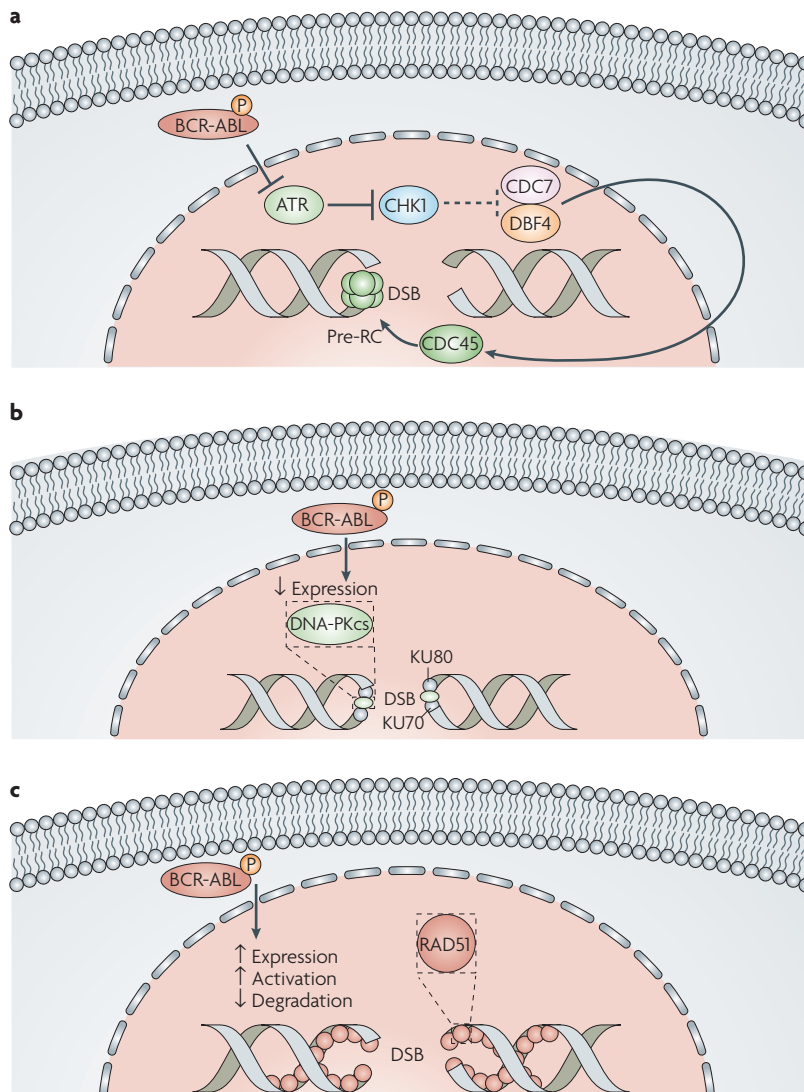 a
P
BCR-ABL
ATR
CHK1
CDC7
DBF4
DSB
Pre-RC
CDC45
b
P
BCR-ABL
↓ Expression
DNA-PKcs
KU80
DSB
KU70
c
P
BCR-ABL
↑ Expression
↑ Activation
↓ Degradation
RAD51
DSB